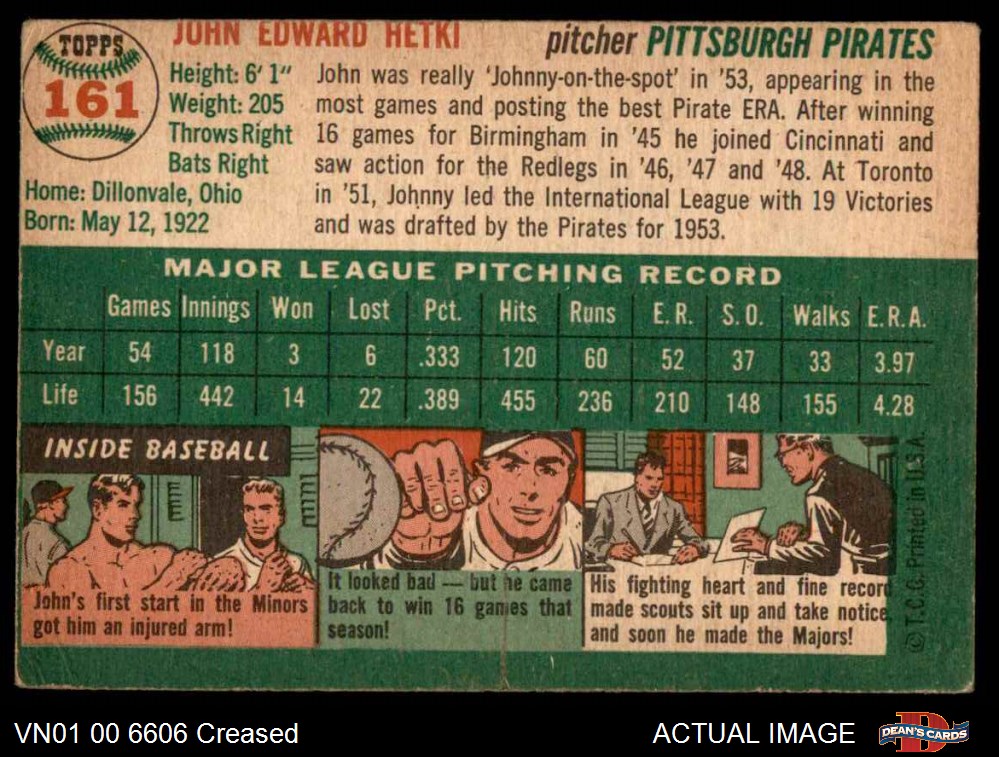 TOPPS
161
JOHN EDWARD HETKI
pitcher PITTSBURGH PIRATES
Height: 6' 1"
Weight: 205
Throws Right
Bats Right
Home: Dillonvale, Ohio
Born: May 12, 1922
John was really 'Johnny-on-the-spot' in '53, appearing in the
most games and posting the best Pirate ERA. After winning
16 games for Birmingham in '45 he joined Cincinnati and
saw action for the Redlegs in '46, '47 and '48. At Toronto
in '51, Johnny led the International League with 19 Victories
and was drafted by the Pirates for 1953.
MAJOR LEAGUE PITCHING RECORD
Games Innings Won Lost Pct. Hits Runs E. R. S. O. Walks E.R.A.
Year 54 118 3 6 .333 120 60 52 37 33 3.97
Life 156 442 14 22 .389 455 236 210 148 155 4.28
INSIDE BASEBALL
John's first start in the Minors
got him an injured arm!
It looked bad — but he came
back to win 16 games that
season!
His fighting heart and fine record
made scouts sit up and take notice
and soon he made the Majors!
© T.C.G. Printed in U.S.A.
VN01 00 6606 Creased
ACTUAL IMAGE
DEAN'S CARDS